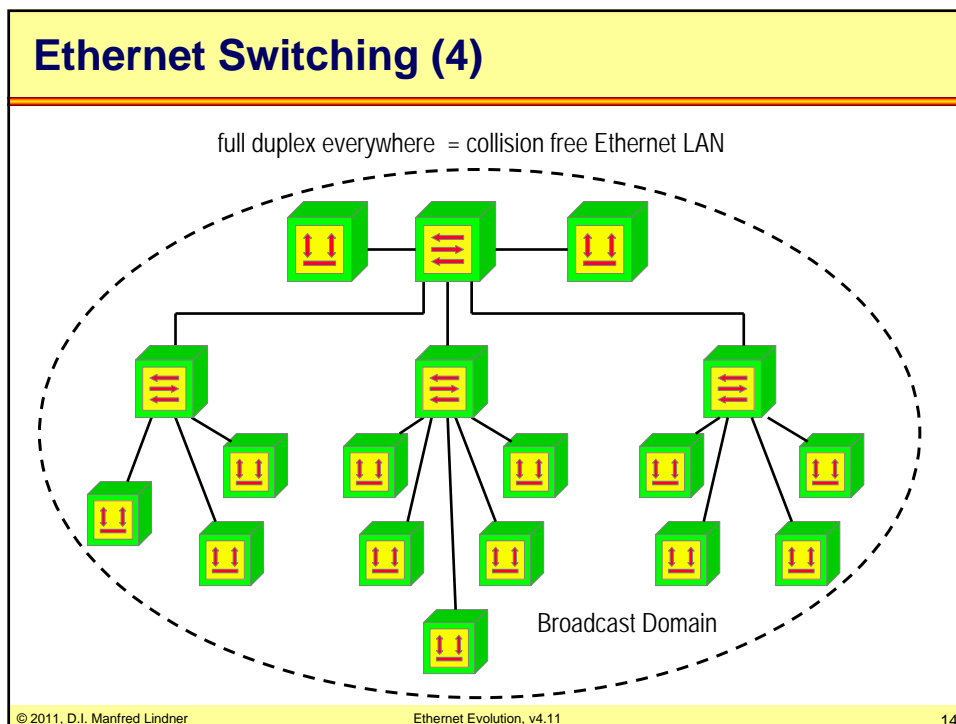 Ethernet Switching (4)
full duplex everywhere = collision free Ethernet LAN
Broadcast Domain
© 2011, D.I. Manfred Lindner
Ethernet Evolution, v4.11
14